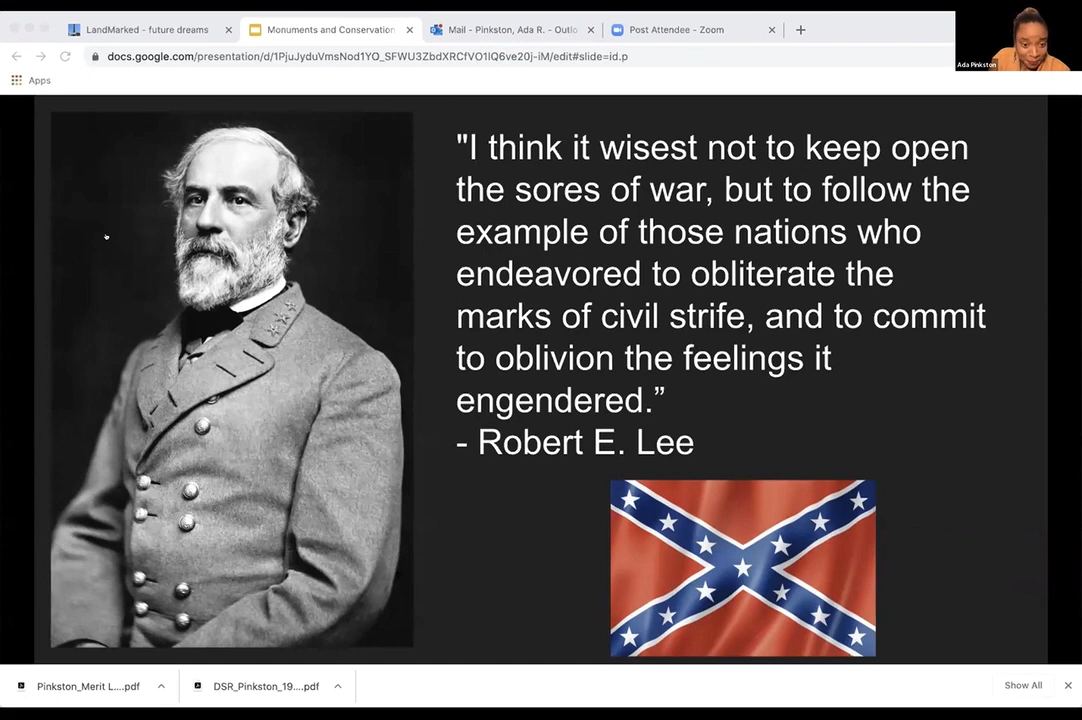 LandMarked - future dreams
Monuments and Conservation
Mail - Pinkston, Ada R. - Outlo
Post Attendee - Zoom
docs.google.com/presentation/d/1PjuJyduVmsNod1YO_SFWU3ZbdXRCfVO1lQ6ve20j-iM/edit#slide=id.p
Apps
Ada Pinkston
"I think it wisest not to keep open
the sores of war, but to follow the
example of those nations who
endeavored to obliterate the
marks of civil strife, and to commit
to oblivion the feelings it
engendered.”
- Robert E. Lee
Pinkston_Merit L....pdf
DSR_Pinkston_19....pdf
Show All